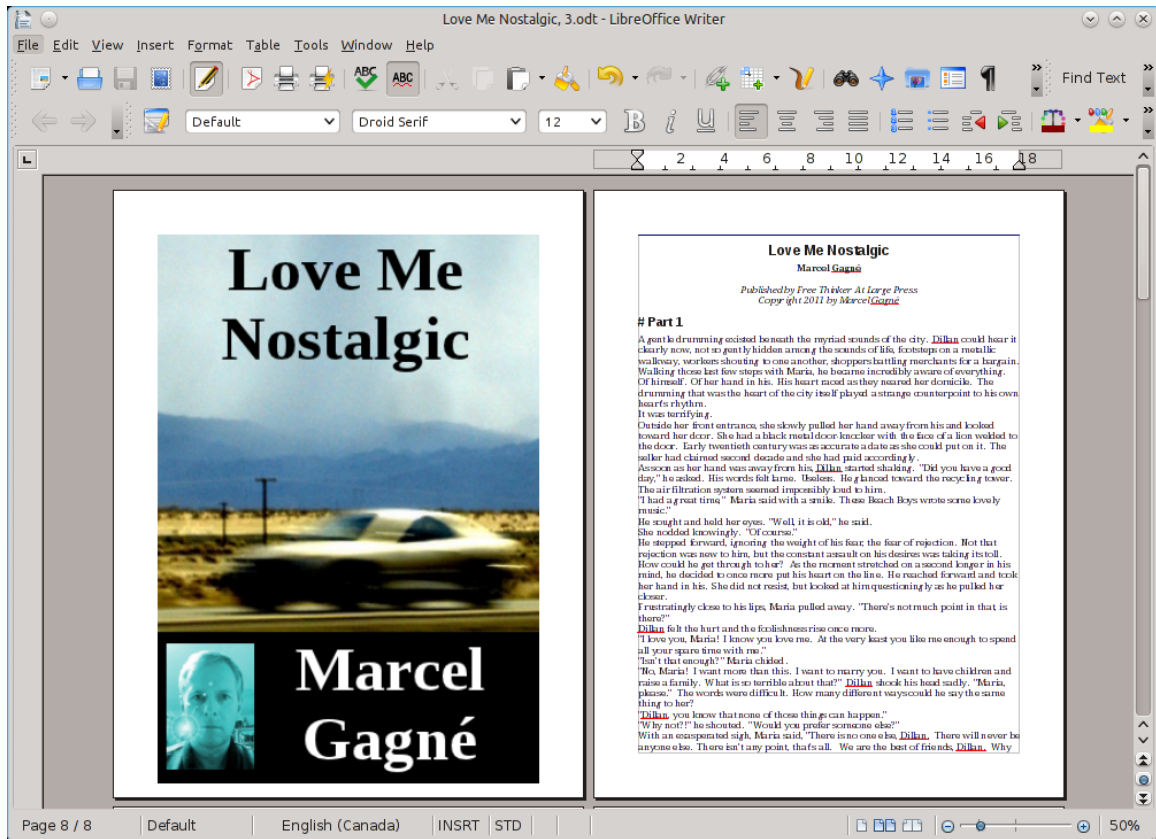 Love Me Nostalgic, 3.odt - LibreOffice Writer
File Edit View Insert Format Table Tools Window Help
ABC ABC Find Text
Default Droid Serif 12 B i U
2 4 6 8 10 12 14 16 18
Love Me
Nostalgic
Marcel
Gagné
Love Me Nostalgic
Marcel Gagné
Published by Free Thinker At Large Press
Copyright 2011 by Marcel Gagné
# Part 1
A gentle drumming existed beneath the myriad sounds of the city. Dillan could hear it
clearly now, not so gently hidden among the sounds of life, footsteps on a metallic
walkway, workers shouting to one another, shoppers battling merchants for a bargain.
Walking those last few steps with Maria, he became incredibly aware of everything.
Of himself. Of her hand in his. His heart raced as they neared her domicile. The
drumming that was the heart of the city itself played a strange counterpoint to his own
heart's rhythm.
It was terrifying.
Outside her front entrance, she slowly pulled her hand away from his and looked
toward her door. She had a black metal door-knocker with the face of a lion welded to
the door. Early twentieth century was as accurate a date as she could put on it. The
seller had claimed second decade and she had paid accordingly.
As soon as her hand was away from his, Dillan started shaking. "Did you have a good
day," he asked. His words felt lame. Useless. He glanced toward the recycling tower.
The air filtration system seemed impossibly loud to him.
"I had a great time," Maria said with a smile. These Beach Boys wrote some lovely
music."
He sought and held her eyes. "Well, it is old," he said.
She nodded knowingly. "Of course."
He stepped forward, ignoring the weight of his fear, the fear of rejection. Not that
rejection was new to him, but the constant assault on his desires was taking its toll.
How could he get through to her? As the moment stretched on a second longer in his
mind, he decided to once more put his heart on the line. He reached forward and took
her hand in his. She did not resist, but looked at him questioningly as he pulled her
closer.
Frustratingly close to his lips, Maria pulled away. "There's not much point in that, is
there?"
Dillan felt the hurt and the foolishness rise once more.
"I love you, Maria! I know you love me. At the very least you like me enough to spend
all your spare time with me."
"Isn't that enough?" Maria chided.
"No, Maria! I want more than this. I want to marry you. I want to have children and
raise a family. What is so terrible about that?" Dillan shook his head sadly. "Maria,
please." The words were difficult. How many different ways could he say the same
thing to her?
"Dillan, you know that none of those things can happen."
"Why not?!" he shouted. "Would you prefer someone else?"
With an exasperated sigh, Maria said, "There is no one else, Dillan. There will never be
anyone else. There isn't any point, that's all. We are the best of friends, Dillan. Why
Page 8 / 8 Default English (Canada) INSRT STD 50%